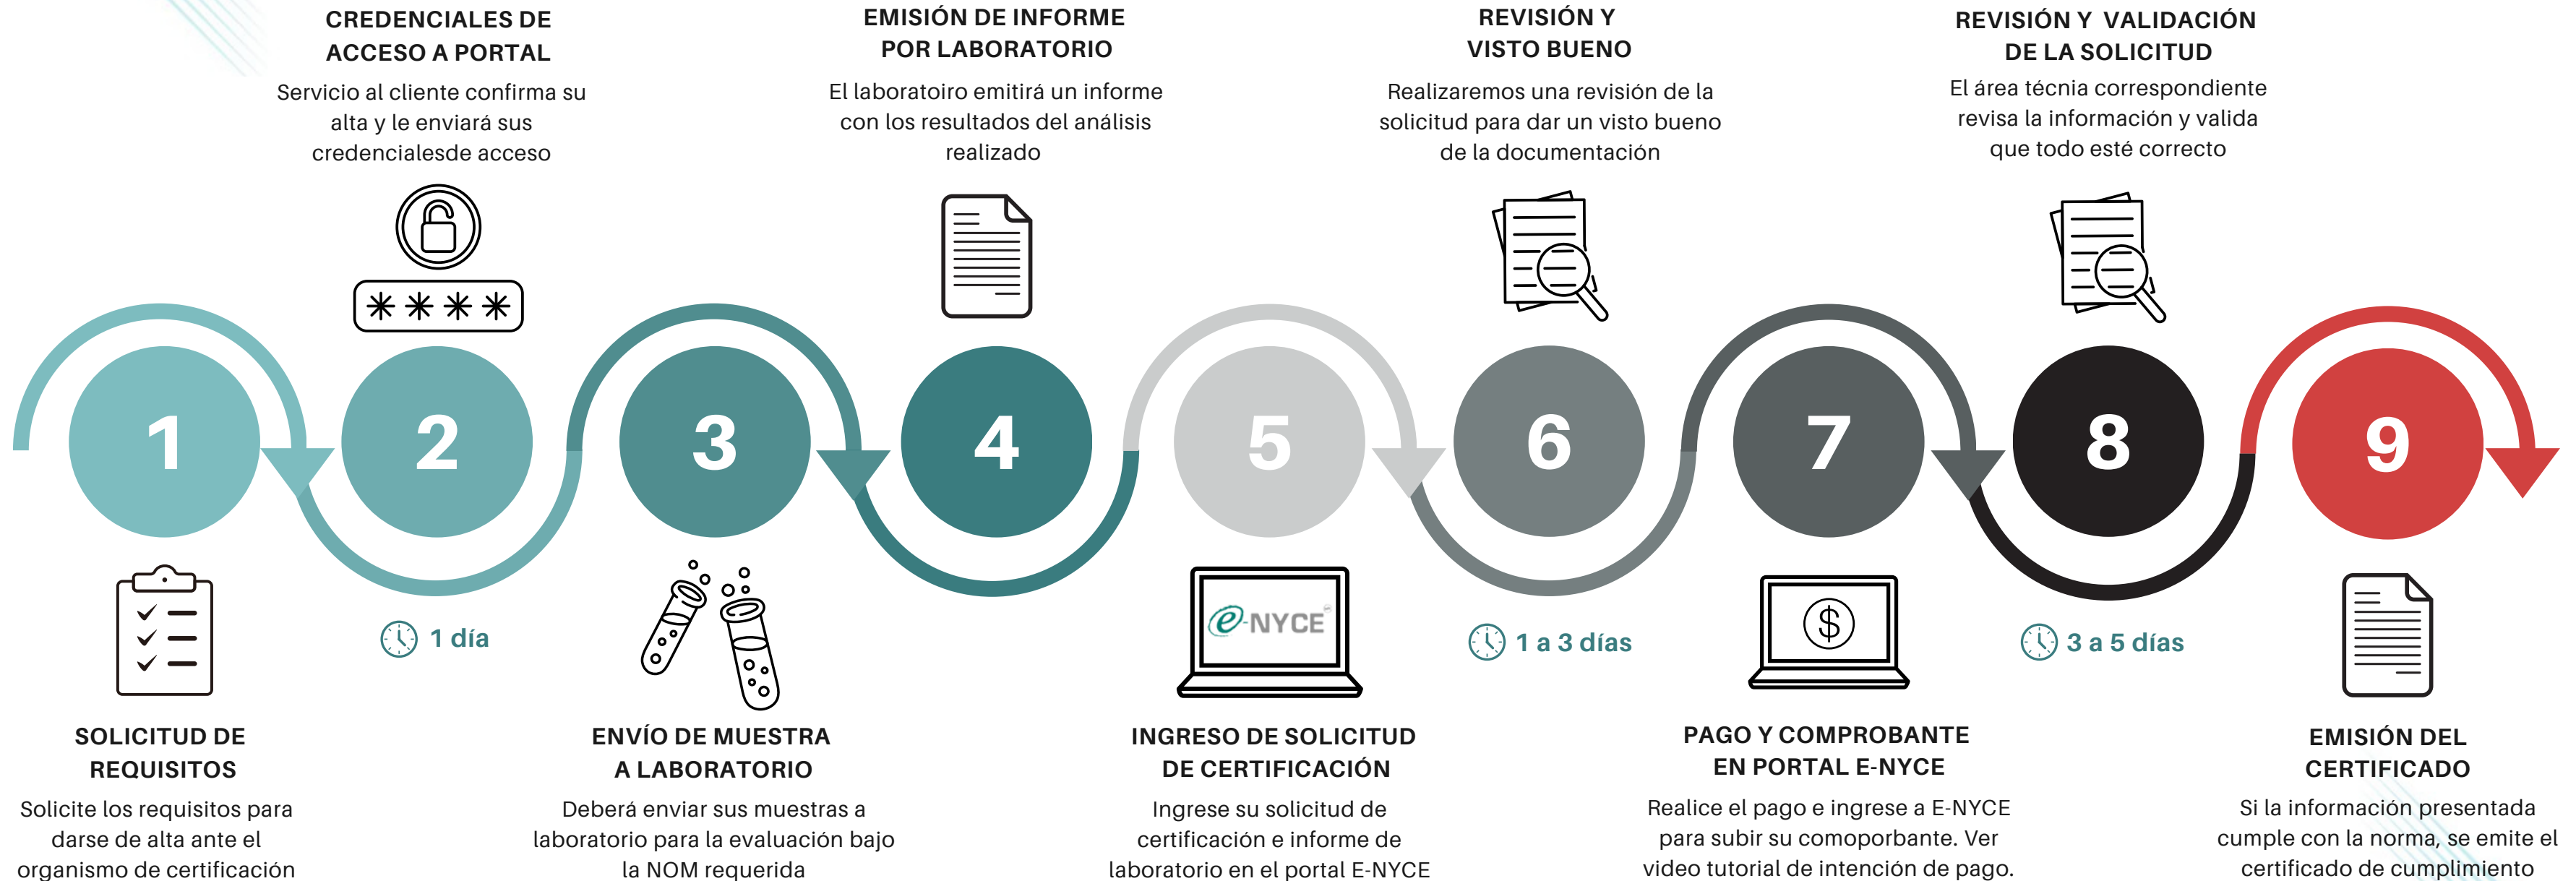 CREDENCIALES DE
ACCESO A PORTAL
Servicio al cliente confirma su
alta y le enviará sus
credencialesde acceso
EMISIÓN DE INFORME
POR LABORATORIO
El laboratoiro emitirá un informe
con los resultados del análisis
realizado
REVISIÓN Y
VISTO BUENO
Realizaremos una revisión de la
solicitud para dar un visto bueno
de la documentación
REVISIÓN Y VALIDACIÓN
DE LA SOLICITUD
El área técnia correspondiente
revisa la información y valida
que todo esté correcto
* * * *
1
2
3
4
5
6
7
8
9
1 día
e-NYCE
1 a 3 días
$
3 a 5 días
SOLICITUD DE
REQUISITOS
Solicite los requisitos para
darse de alta ante el
organismo de certificación
ENVÍO DE MUESTRA
A LABORATORIO
Deberá enviar sus muestras a
laboratorio para la evaluación bajo
la NOM requerida
INGRESO DE SOLICITUD
DE CERTIFICACIÓN
Ingrese su solicitud de
certificación e informe de
laboratorio en el portal E-NYCE
PAGO Y COMPROBANTE
EN PORTAL E-NYCE
Realice el pago e ingrese a E-NYCE
para subir su comoporbante. Ver
video tutorial de intención de pago.
EMISIÓN DEL
CERTIFICADO
Si la información presentada
cumple con la norma, se emite el
certificado de cumplimiento